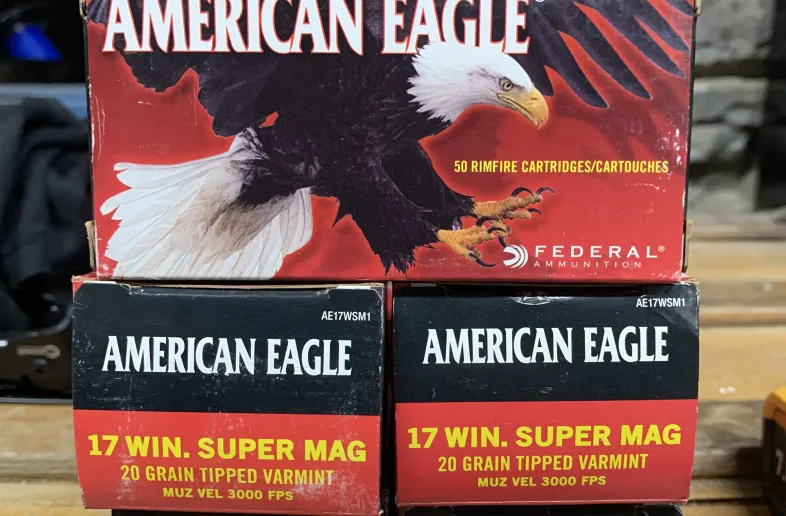 AMERICAN EAGLE
50 RIMFIRE CARTRIDGES/CARTOUCHES
FEDERAL®
AMMUNITION
AE17WSM1
AMERICAN EAGLE
17 WIN. SUPER MAG
20 GRAIN TIPPED VARMINT
MUZ VEL 3000 FPS
AE17WSM1
AMERICAN EAGLE
17 WIN. SUPER MAG
20 GRAIN TIPPED VARMINT
MUZ VEL 3000 FPS